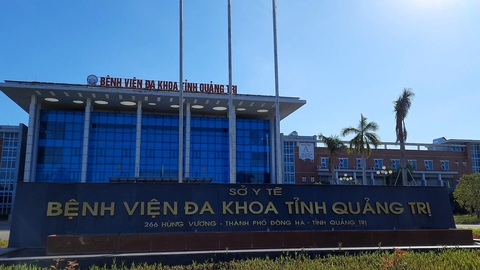 BỆNH VIỆN ĐA KHOA TỈNH QUẢNG TRỊ
SỞ Y TẾ
BỆNH VIỆN ĐA KHOA TỈNH QUẢNG TRỊ
266 HÙNG VƯƠNG - THÀNH PHỐ ĐÔNG HÀ - TỈNH QUẢNG TRỊ